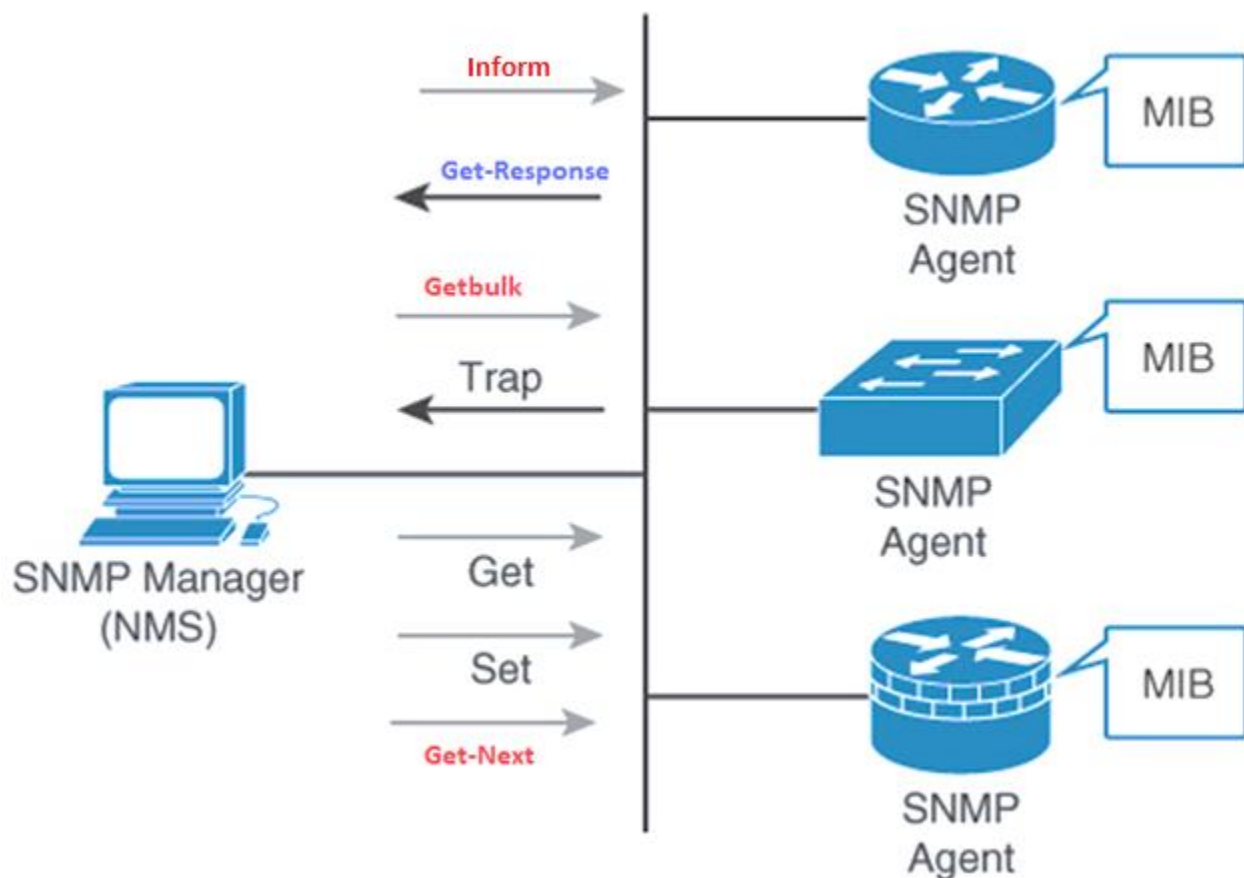 Inform
MIB
Get-Response
SNMP
Agent
Getbulk
MIB
Trap
SNMP
Agent
SNMP Manager
(NMS)
Get
Set
MIB
Get-Next
SNMP
Agent